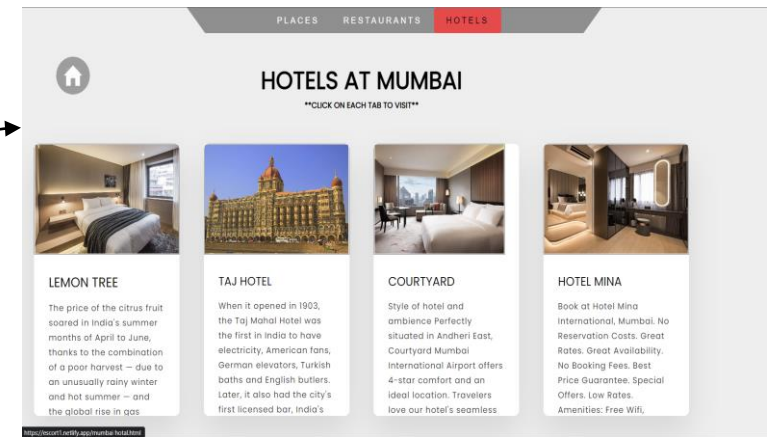 PLACES RESTAURANTS HOTELS
HOTELS AT MUMBAI
**CLICK ON EACH TAB TO VISIT**
LEMON TREE
The price of the citrus fruit
soared in India's summer
months of April to June,
thanks to the combination
of a poor harvest — due to
an unusually rainy winter
and hot summer — and
the global rise in gas
TAJ HOTEL
When it opened in 1903,
the Taj Mahal Hotel was
the first in India to have
electricity, American fans,
German elevators, Turkish
baths and English butlers.
Later, it also had the city's
first licensed bar, India's
COURTYARD
Style of hotel and
ambience Perfectly
situated in Andheri East,
Courtyard Mumbai
International Airport offers
4-star comfort and an
ideal location. Travelers
love our hotel's seamless
HOTEL MINA
Book at Hotel Mina
International, Mumbai. No
Reservation Costs. Great
Rates. Great Availability.
No Booking Fees. Best
Price Guarantee. Special
Offers. Low Rates.
Amenities: Free Wifi,
https://escort1.netlify.app/mumbai-hotal.html